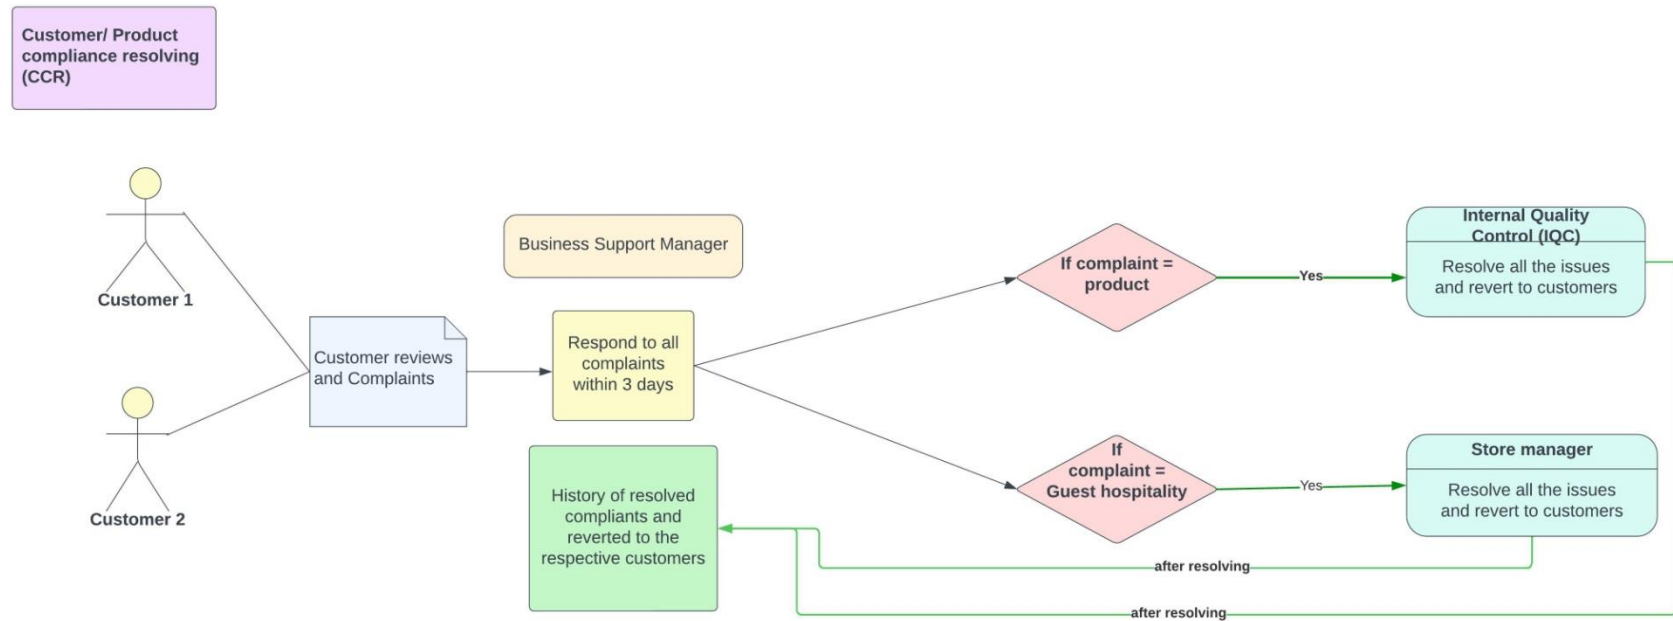 Customer/ Product
compliance resolving
(CCR)
Customer 1
Customer 2
Customer reviews
and Complaints
Business Support Manager
Respond to all
complaints
within 3 days
History of resolved
compliants and
reverted to the
respective customers
If complaint =
product
Yes
Internal Quality
Control (IQC)
Resolve all the issues
and revert to customers
If
complaint =
Guest hospitality
Yes
Store manager
Resolve all the issues
and revert to customers
after resolving
after resolving